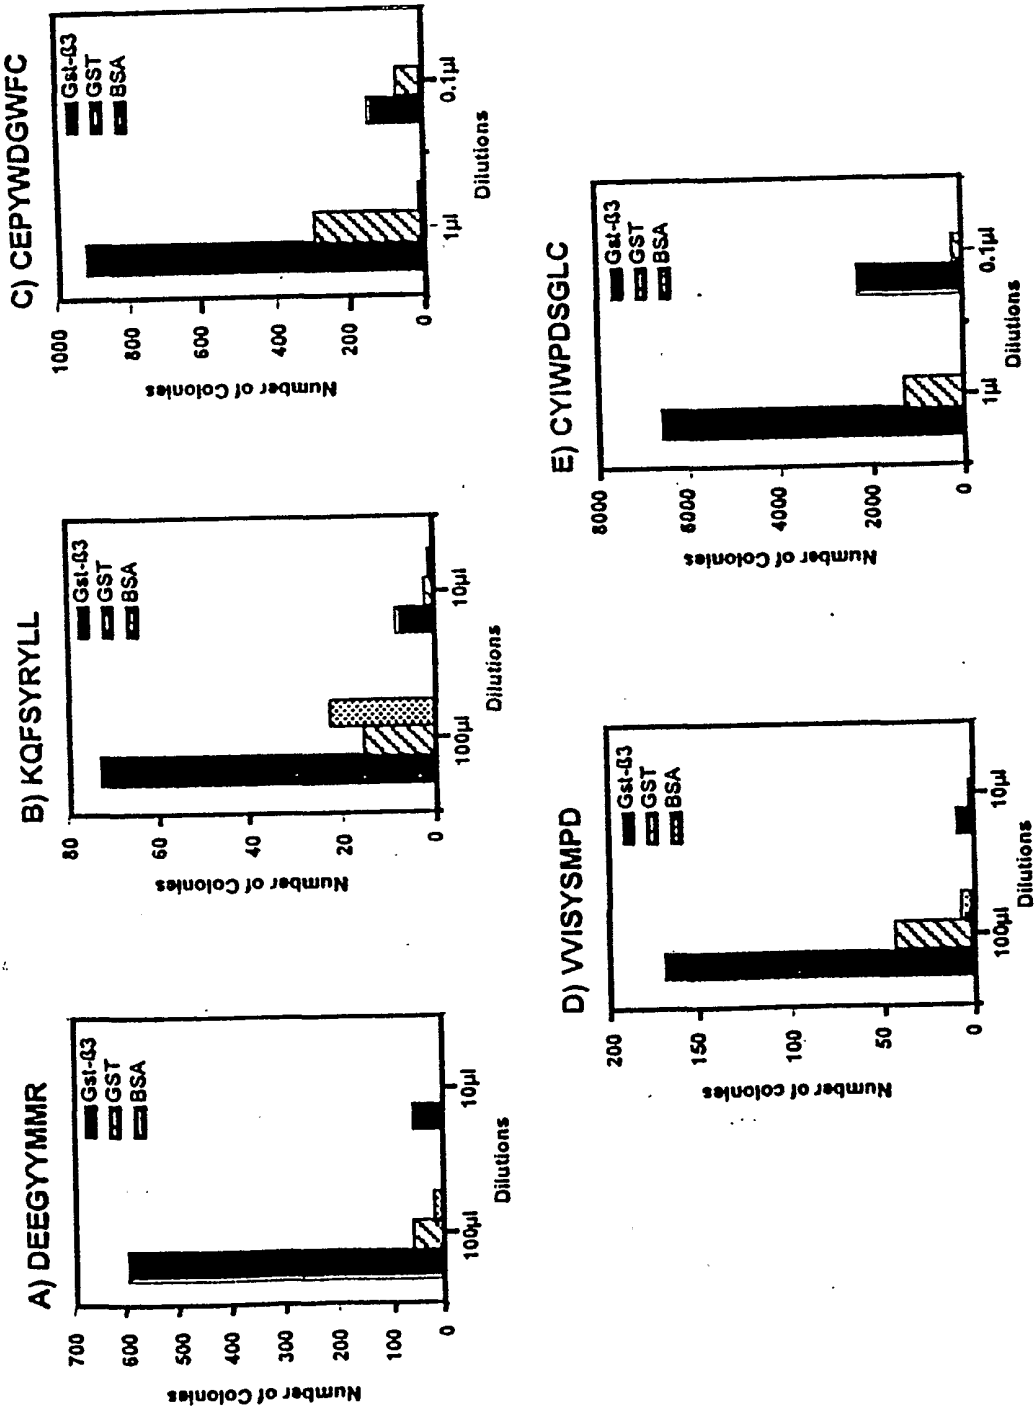 A) DEEGYYMMR
Gst-ß3
GST
BSA
700
600
500
400
300
200
100
0
Number of Colonies
100µl
10µl
Dilutions
B) KQFSYRYLL
Gst-ß3
GST
BSA
80
60
40
20
0
Number of Colonies
100µl
10µl
Dilutions
C) CEPYWDGWFC
Gst-ß3
GST
BSA
1000
800
600
400
200
0
Number of Colonies
1µl
0.1µl
Dilutions
D) VVISYSMPD
Gst-ß3
GST
BSA
200
150
100
50
0
Number of colonies
100µl
10µl
Dilutions
E) CYIWPDSGLC
Gst-ß3
GST
BSA
8000
6000
4000
2000
0
Number of Colonies
1µl
0.1µl
Dilutions